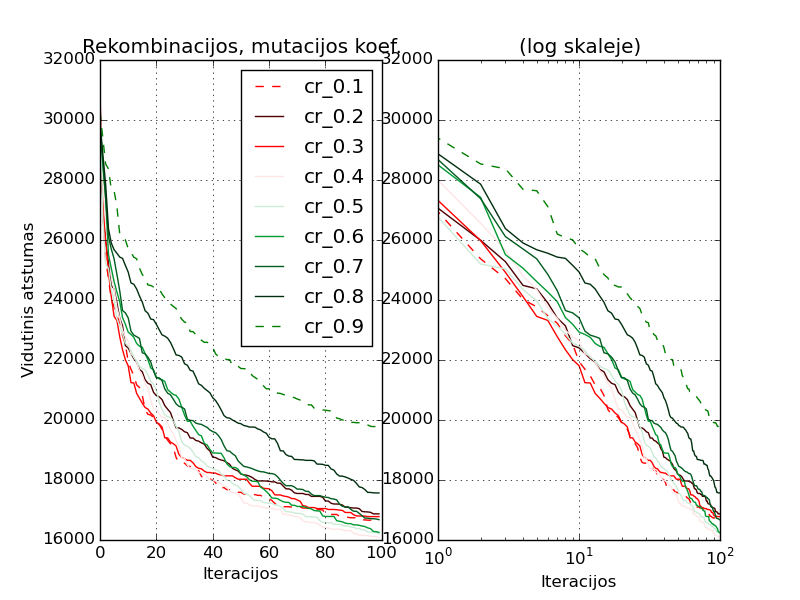 Rekombinacijos, mutacijos koef.
(log skaleje)
32000
30000
28000
26000
24000
22000
20000
18000
16000
Vidutinis atstumas
0 20 40 60 80 100
Iteracijos
cr_0.1
cr_0.2
cr_0.3
cr_0.4
cr_0.5
cr_0.6
cr_0.7
cr_0.8
cr_0.9
32000
30000
28000
26000
24000
22000
20000
18000
16000
10^0 10^1 10^2
Iteracijos